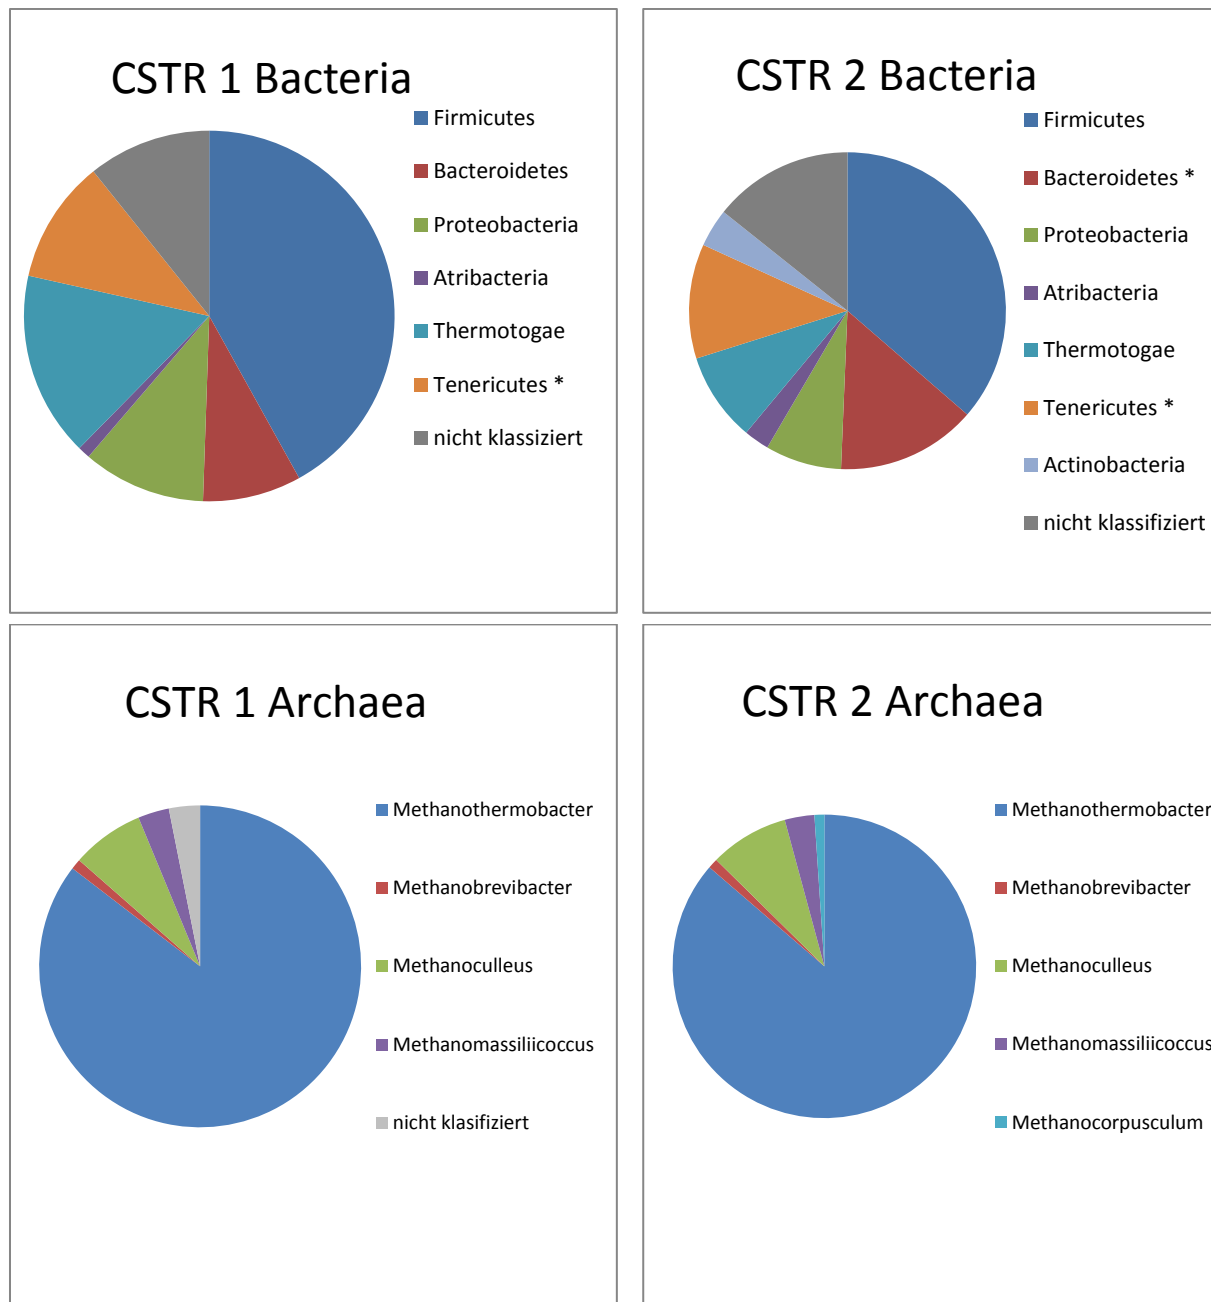 CSTR 1 Bacteria
Firmicutes
Bacteroidetes
Proteobacteria
Atribacteria
Thermotogae
Tenericutes *
nicht klassiziert
CSTR 2 Bacteria
Firmicutes
Bacteroidetes *
Proteobacteria
Atribacteria
Thermotogae
Tenericutes *
Actinobacteria
nicht klassifiziert
CSTR 1 Archaea
Methanothermobacter
Methanobrevibacter
Methanoculleus
Methanomassiliicoccus
nicht klasifiziert
CSTR 2 Archaea
Methanothermobacter
Methanobrevibacter
Methanoculleus
Methanomassiliicoccus
Methanocorpusculum